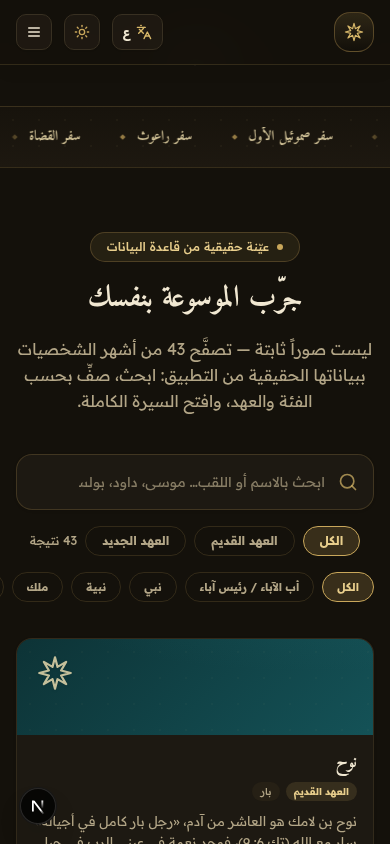 ع
سفر صموئيل الأول ◆ سفر راعوث ◆ سفر القضاة
عيّنة حقيقية من قاعدة البيانات
جرّب الموسوعة بنفسك
ليست صوراً ثابتة — تصفَّح 43 من أشهر الشخصيات
ببياناتها الحقيقية من التطبيق: ابحث، صفِّ بحسب
الفئة والعهد، وافتح السيرة الكاملة.
ابحث بالاسم أو اللقب… موسى، داود، بولس
الكل العهد القديم العهد الجديد 43 نتيجة
الكل أب الآباء / رئيس آباء نبي نبية ملك
نوح
العهد القديم بار
نوح بن لامك هو العاشر من آدم، «رجل بار كامل في أجياله
N